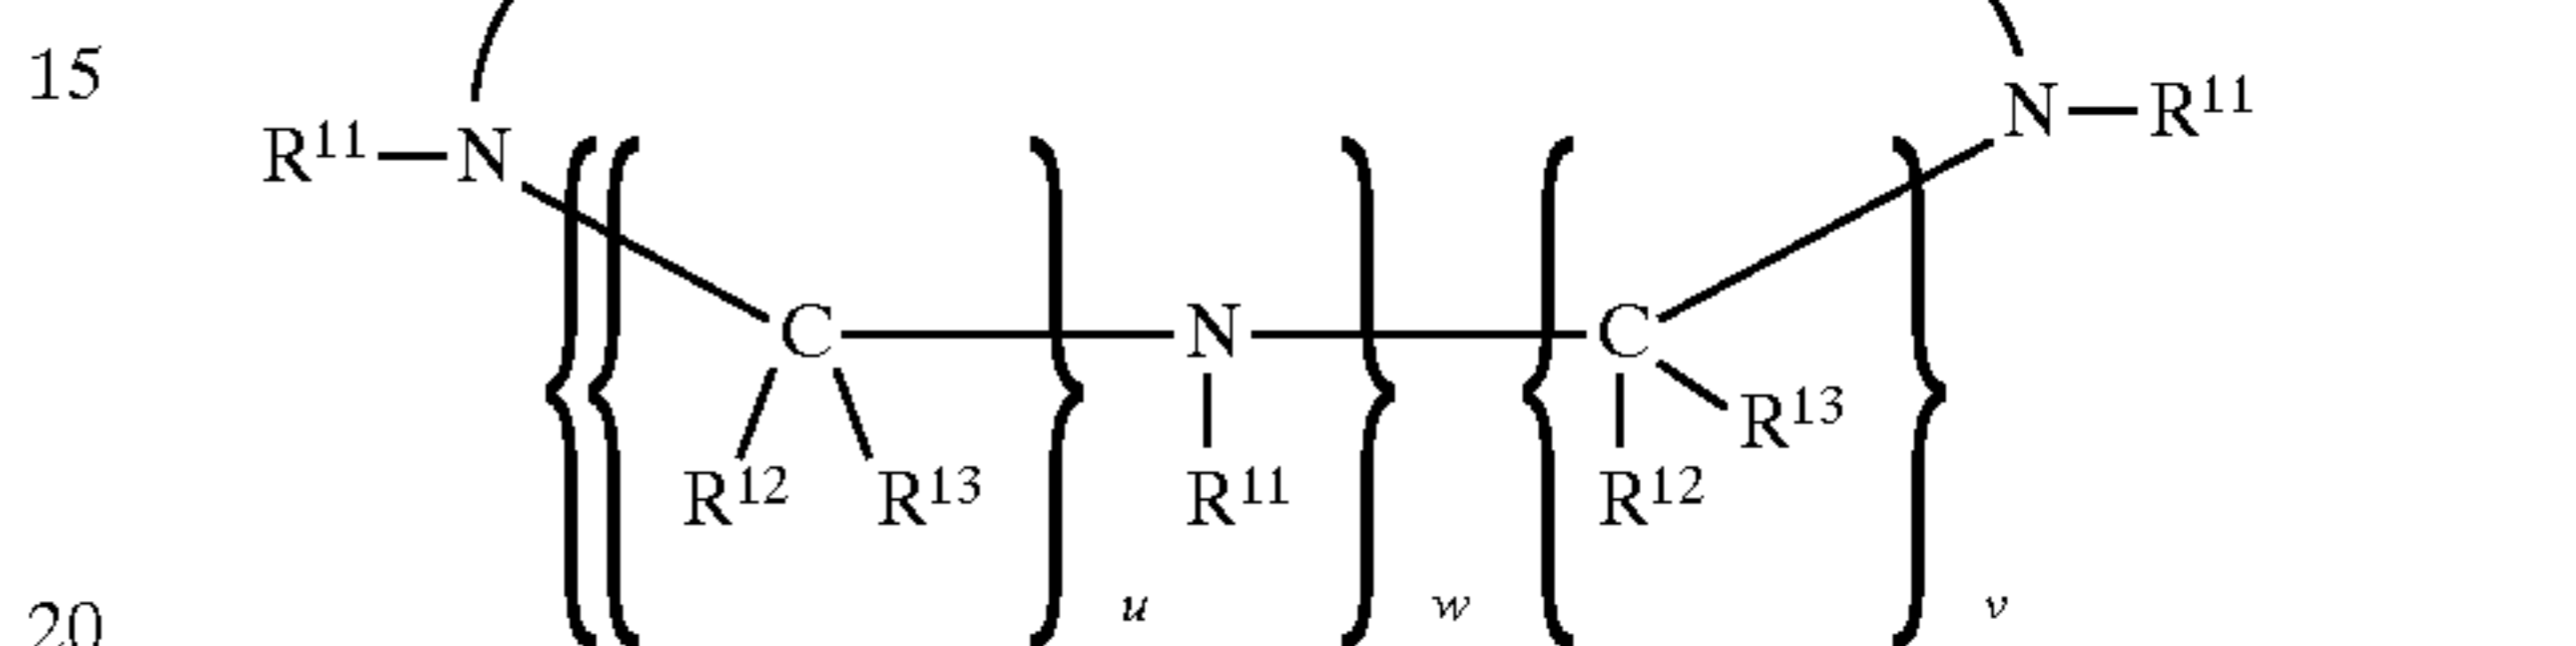 15
N—R¹¹
R¹¹—N
C N C
R¹³
R¹² R¹³ R¹¹ R¹²
u w v
20